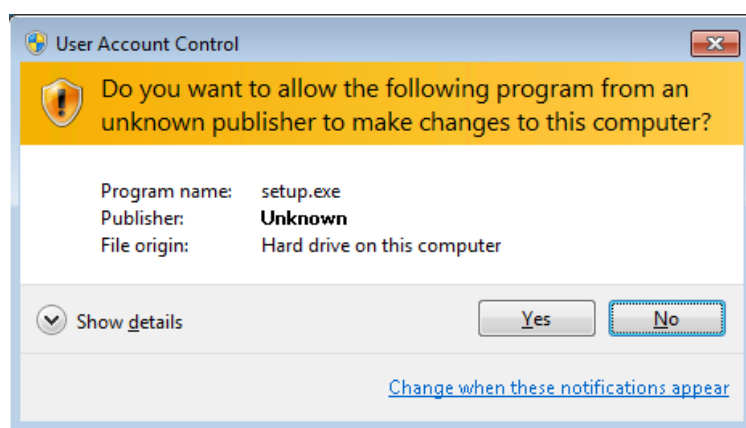 User Account Control
Do you want to allow the following program from an
unknown publisher to make changes to this computer?
Program name: setup.exe
Publisher: Unknown
File origin: Hard drive on this computer
Show details
Yes
No
Change when these notifications appear